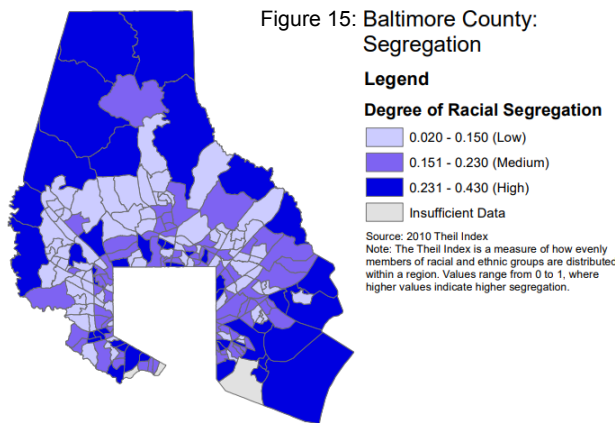 Figure 15: Baltimore County:
Segregation
Legend
Degree of Racial Segregation
0.020 - 0.150 (Low)
0.151 - 0.230 (Medium)
0.231 - 0.430 (High)
Insufficient Data
Source: 2010 Theil Index
Note: The Theil Index is a measure of how evenly
members of racial and ethnic groups are distributed
within a region. Values range from 0 to 1, where
higher values indicate higher segregation.